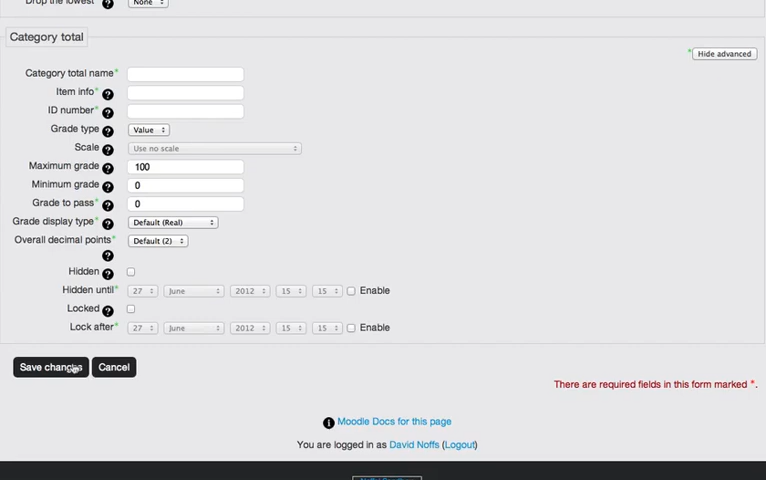 Drop the lowest ? None
Category total
* Hide advanced
Category total name*
Item info* ?
ID number* ?
Grade type ? Value
Scale ? Use no scale
Maximum grade ? 100
Minimum grade ? 0
Grade to pass* ? 0
Grade display type* ? Default (Real)
Overall decimal points* Default (2)
?
Hidden ?
Hidden until* 27 June 2012 15 15 Enable
Locked ?
Lock after* 27 June 2012 15 15 Enable
Save changes Cancel
There are required fields in this form marked *.
i Moodle Docs for this page
You are logged in as David Noffs (Logout)